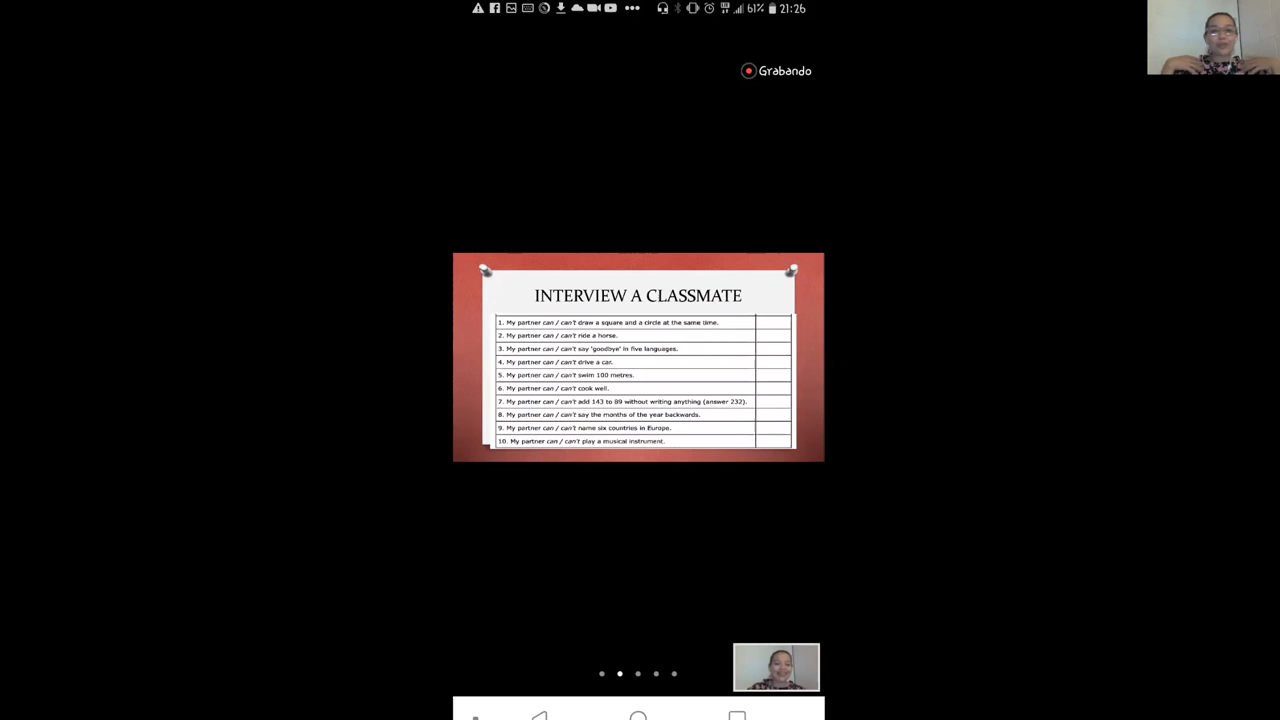 61% 21:26
Grabando
INTERVIEW A CLASSMATE
1. My partner can / can't draw a square and a circle at the same time.
2. My partner can / can't ride a horse.
3. My partner can / can't say 'goodbye' in five languages.
4. My partner can / can't drive a car.
5. My partner can / can't swim 100 metres.
6. My partner can / can't cook well.
7. My partner can / can't add 143 to 89 without writing anything (answer 232).
8. My partner can / can't say the months of the year backwards.
9. My partner can / can't name six countries in Europe.
10. My partner can / can't play a musical instrument.